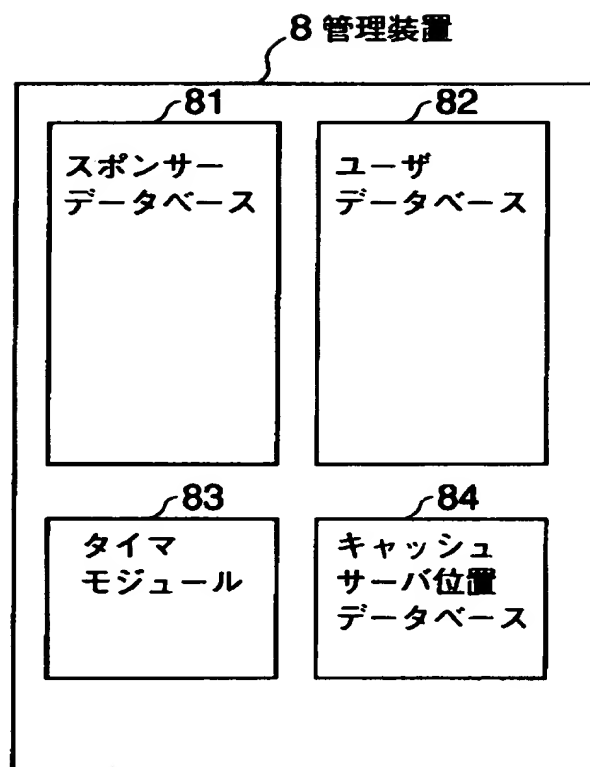 8 管理装置
81
スポンサー
データベース
82
ユーザ
データベース
83
タイマ
モジュール
84
キャッシュ
サーバ位置
データベース